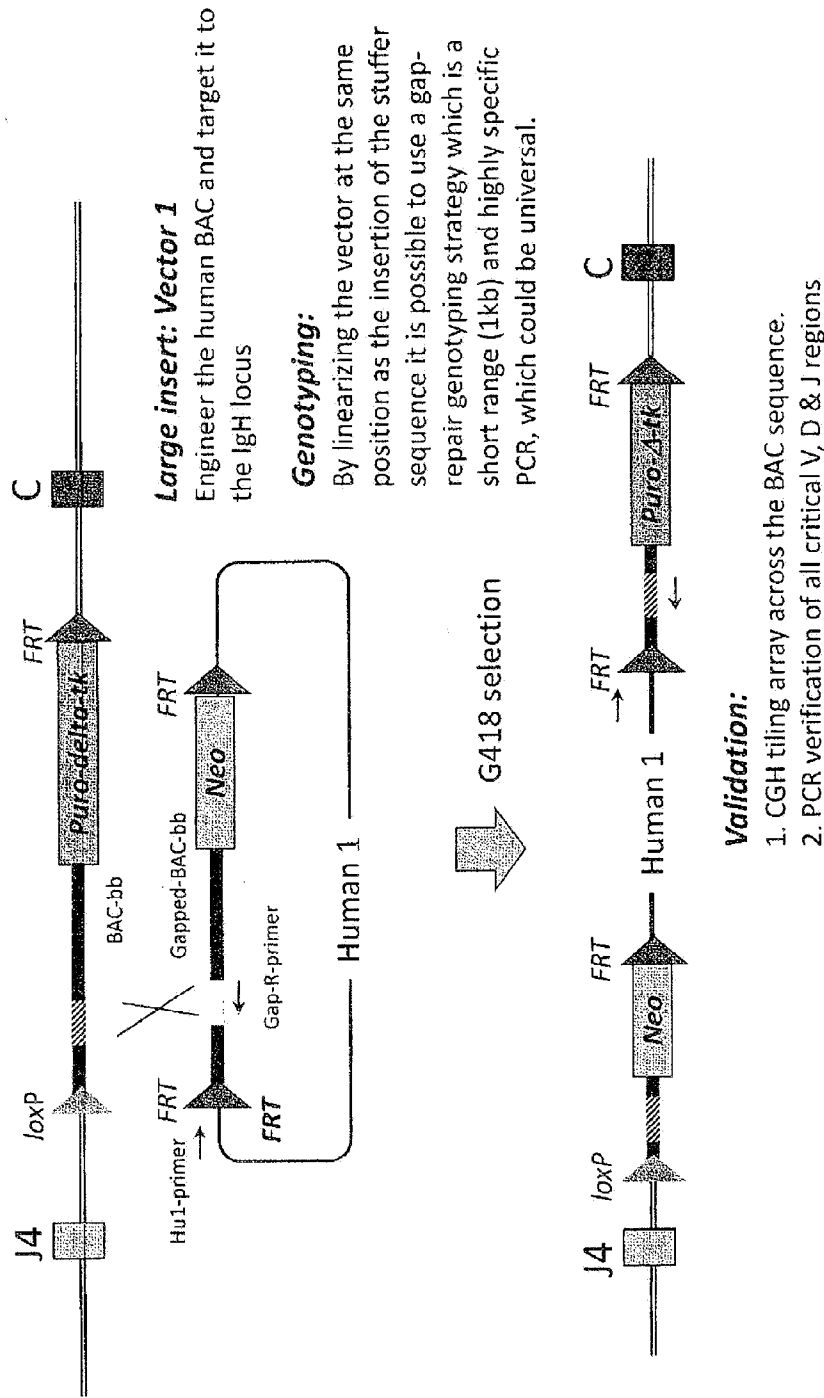 J4
loxP
FRT
C
Puro-delta-tk
BAC-bb
Large insert: Vector 1
Engineer the human BAC and target it to
the IgH locus
Hu1-primer
FRT
FRT
Gapped-BAC-bb
Neo
FRT
Gap-R-primer
Human 1
Genotyping:
By linearizing the vector at the same
position as the insertion of the stuffer
sequence it is possible to use a gap-
repair genotyping strategy which is a
short range (1kb) and highly specific
PCR, which could be universal.
G418 selection
J4
loxP
Neo
FRT
Human 1
FRT
Puro-Δ-tk
FRT
C
Validation:
1. CGH tiling array across the BAC sequence.
2. PCR verification of all critical V, D & J regions